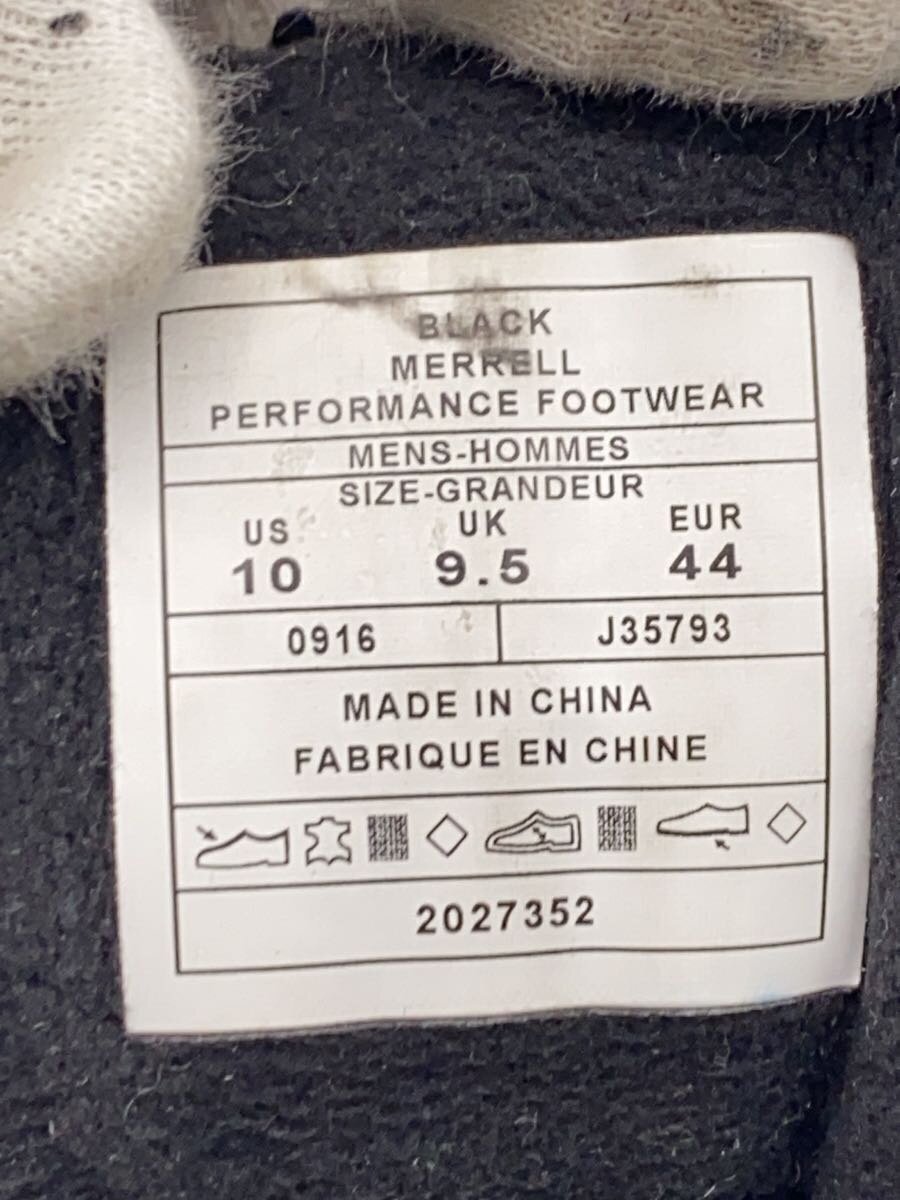 BLACK
MERRELL
PERFORMANCE FOOTWEAR
MENS-HOMMES
SIZE-GRANDEUR
US UK EUR
10 9.5 44
0916 J35793
MADE IN CHINA
FABRIQUE EN CHINE
2027352